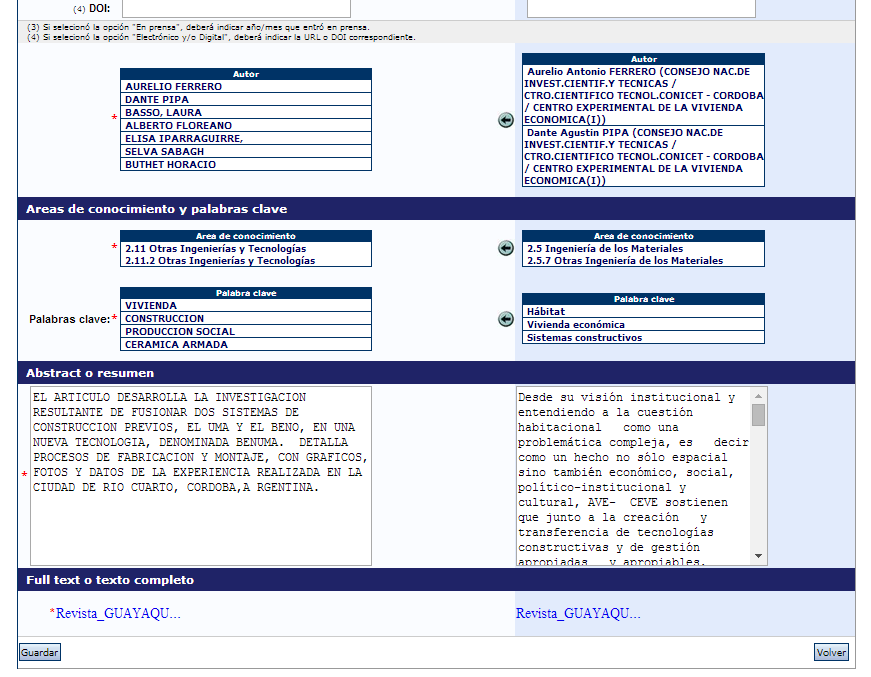 (4) DOI:
(3) Si selecionó la opción "En prensa", deberá indicar año/mes que entró en prensa.
(4) Si selecionó la opción "Electrónico y/o Digital", deberá indicar la URL o DOI correspondiente.
Autor
AURELIO FERRERO
DANTE PIPA
* BASSO, LAURA
ALBERTO FLOREANO
ELISA IPARRAGUIRRE,
SELVA SABAGH
BUTHET HORACIO
Autor
Aurelio Antonio FERRERO (CONSEJO NAC.DE
INVEST.CIENTIF.Y TECNICAS /
CTRO.CIENTIFICO TECNOL.CONICET - CORDOBA
/ CENTRO EXPERIMENTAL DE LA VIVIENDA
ECONOMICA(I))
Dante Agustin PIPA (CONSEJO NAC.DE
INVEST.CIENTIF.Y TECNICAS /
CTRO.CIENTIFICO TECNOL.CONICET - CORDOBA
/ CENTRO EXPERIMENTAL DE LA VIVIENDA
ECONOMICA(I))
Areas de conocimiento y palabras clave
Area de conocimiento
* 2.11 Otras Ingenierías y Tecnologías
2.11.2 Otras Ingenierías y Tecnologías
Area de conocimiento
2.5 Ingeniería de los Materiales
2.5.7 Otras Ingeniería de los Materiales
Palabra clave
VIVIENDA
Palabras clave:* CONSTRUCCION
PRODUCCION SOCIAL
CERAMICA ARMADA
Palabra clave
Hábitat
Vivienda económica
Sistemas constructivos
Abstract o resumen
EL ARTICULO DESARROLLA LA INVESTIGACION
RESULTANTE DE FUSIONAR DOS SISTEMAS DE
CONSTRUCCION PREVIOS, EL UMA Y EL BENO, EN UNA
NUEVA TECNOLOGIA, DENOMINADA BENUMA. DETALLA
PROCESOS DE FABRICACION Y MONTAJE, CON GRAFICOS,
* FOTOS Y DATOS DE LA EXPERIENCIA REALIZADA EN LA
CIUDAD DE RIO CUARTO, CORDOBA,A RGENTINA.
Desde su visión institucional y
entendiendo a la cuestión
habitacional como una
problemática compleja, es decir
como un hecho no sólo espacial
sino también económico, social,
político-institucional y
cultural, AVE- CEVE sostienen
que junto a la creación y
transferencia de tecnologías
constructivas y de gestión
apropiadas y apropiables,
Full text o texto completo
*Revista_GUAYAQU...
Revista_GUAYAQU...
Guardar
Volver